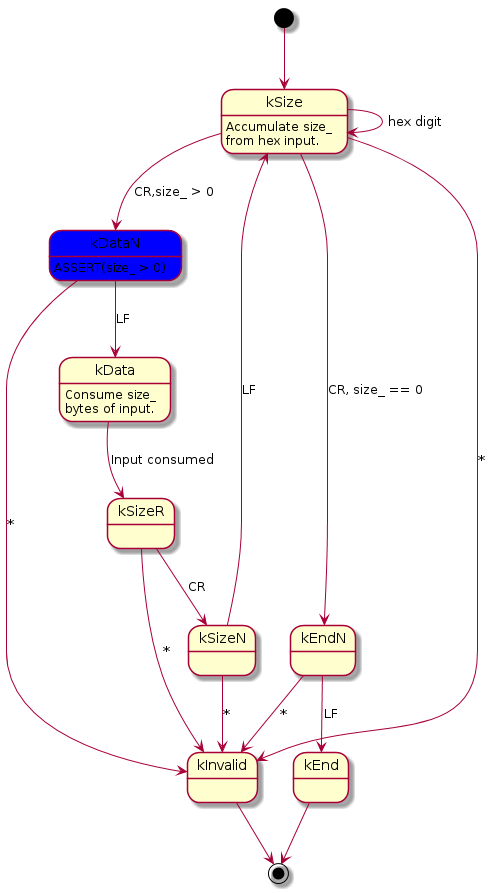 kSize
Accumulate size_
from hex input.
hex digit
CR,size_ > 0
kDataN
ASSERT(size_ > 0)
LF
kData
Consume size_
bytes of input.
LF
CR, size_ == 0
Input consumed
*
kSizeR
*
CR
kSizeN
kEndN
*
*
*
LF
kInvalid
kEnd